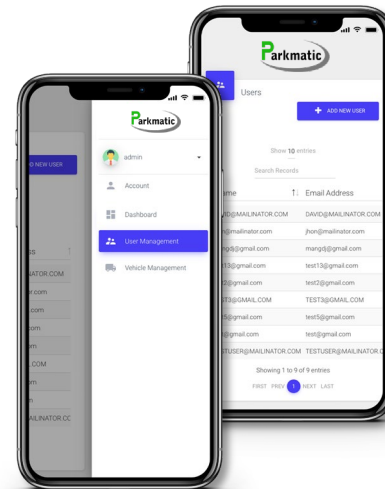 Parkmatic
admin
Account
Dashboard
User Management
Vehicle Management
NEW USER
.COM
Parkmatic
Users
ADD NEW USER
Show 10 entries
Search Records
Email Address
DAVID@MAILINATOR.COM
jhon@mailinator.com
mangdj@gmail.com
test13@gmail.com
test2@gmail.com
TEST3@GMAIL.COM
test5@gmail.com
test@gmail.com
TESTUSER@MAILINATOR.C
Showing 1 to 9 of 9 entries
FIRST PREV 1 NEXT LAST